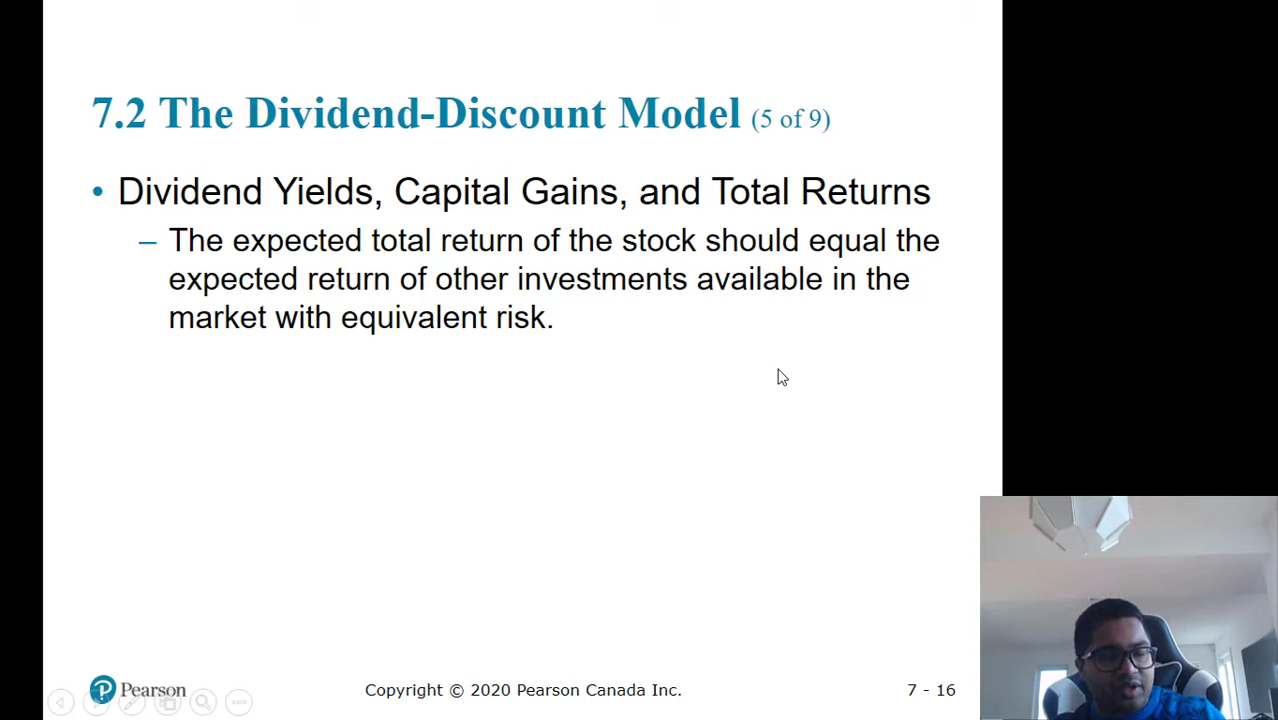 7.2 The Dividend-Discount Model (5 of 9)
• Dividend Yields, Capital Gains, and Total Returns
– The expected total return of the stock should equal the
expected return of other investments available in the
market with equivalent risk.
Pearson
Copyright © 2020 Pearson Canada Inc.
7 - 16